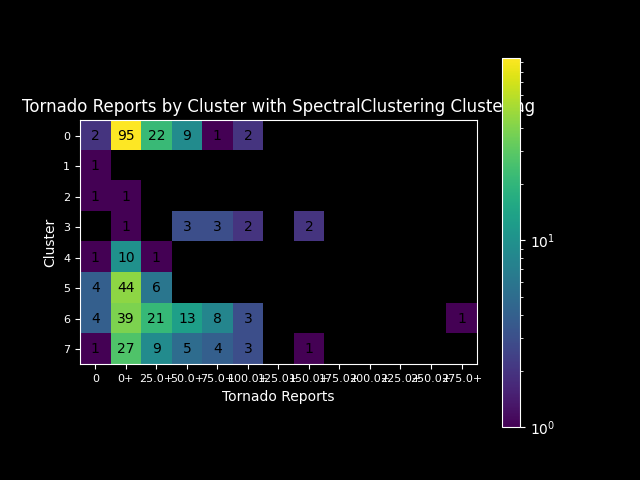 Tornado Reports by Cluster with SpectralClustering Clustering
0 2 95 22 9 1 2
1 1
2 1 1
3 1 3 3 2 2
4 1 10 1
5 4 44 6
6 4 39 21 13 8 3 1
7 1 27 9 5 4 3 1
Cluster
0 0+ 25.0+ 50.0+ 75.0+ 100.0+ 125.0+ 150.0+ 175.0+ 200.0+ 225.0+ 250.0+ 275.0+
Tornado Reports
10¹
10⁰